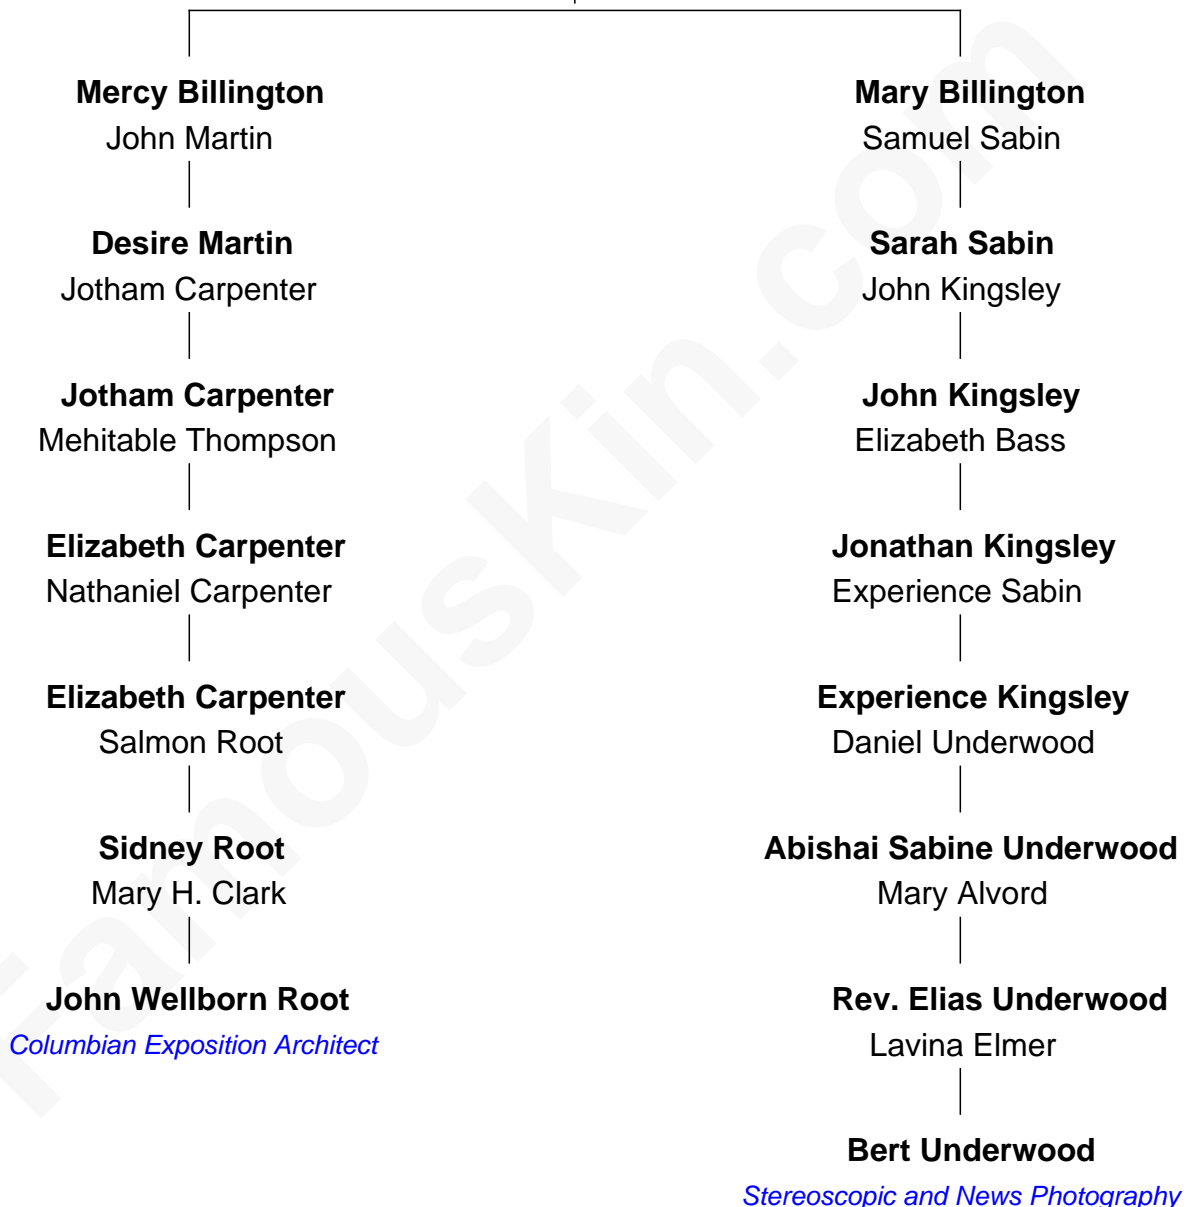 Mercy Billington
John Martin
Desire Martin
Jotham Carpenter
Jotham Carpenter
Mehitable Thompson
Elizabeth Carpenter
Nathaniel Carpenter
Elizabeth Carpenter
Salmon Root
Sidney Root
Mary H. Clark
John Wellborn Root
Columbian Exposition Architect
Mary Billington
Samuel Sabin
Sarah Sabin
John Kingsley
John Kingsley
Elizabeth Bass
Jonathan Kingsley
Experience Sabin
Experience Kingsley
Daniel Underwood
Abishai Sabine Underwood
Mary Alvord
Rev. Elias Underwood
Lavina Elmer
Bert Underwood
Stereoscopic and News Photography
FamousKin.com